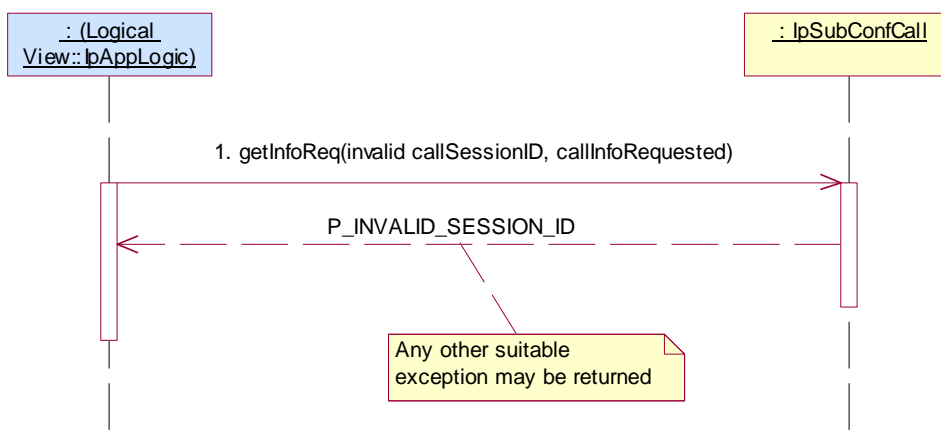 : (Logical
View::IpAppLogic)
: IpSubConfCall
1. getInfoReq(invalid callSessionID, callInfoRequested)
P_INVALID_SESSION_ID
Any other suitable
exception may be returned